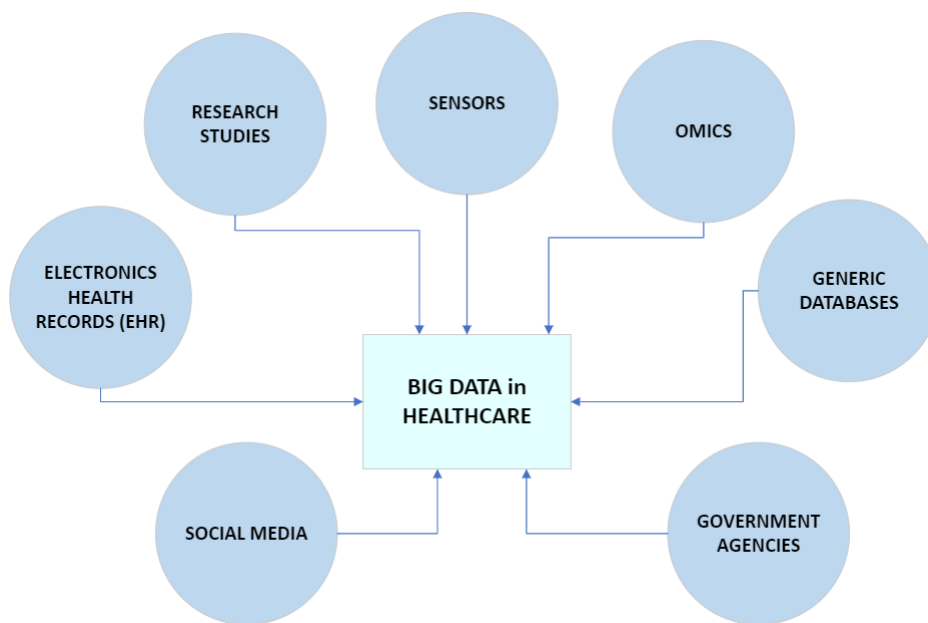 SENSORS
RESEARCH
STUDIES
OMICS
ELECTRONICS
HEALTH
RECORDS (EHR)
GENERIC
DATABASES
BIG DATA in
HEALTHCARE
SOCIAL MEDIA
GOVERNMENT
AGENCIES